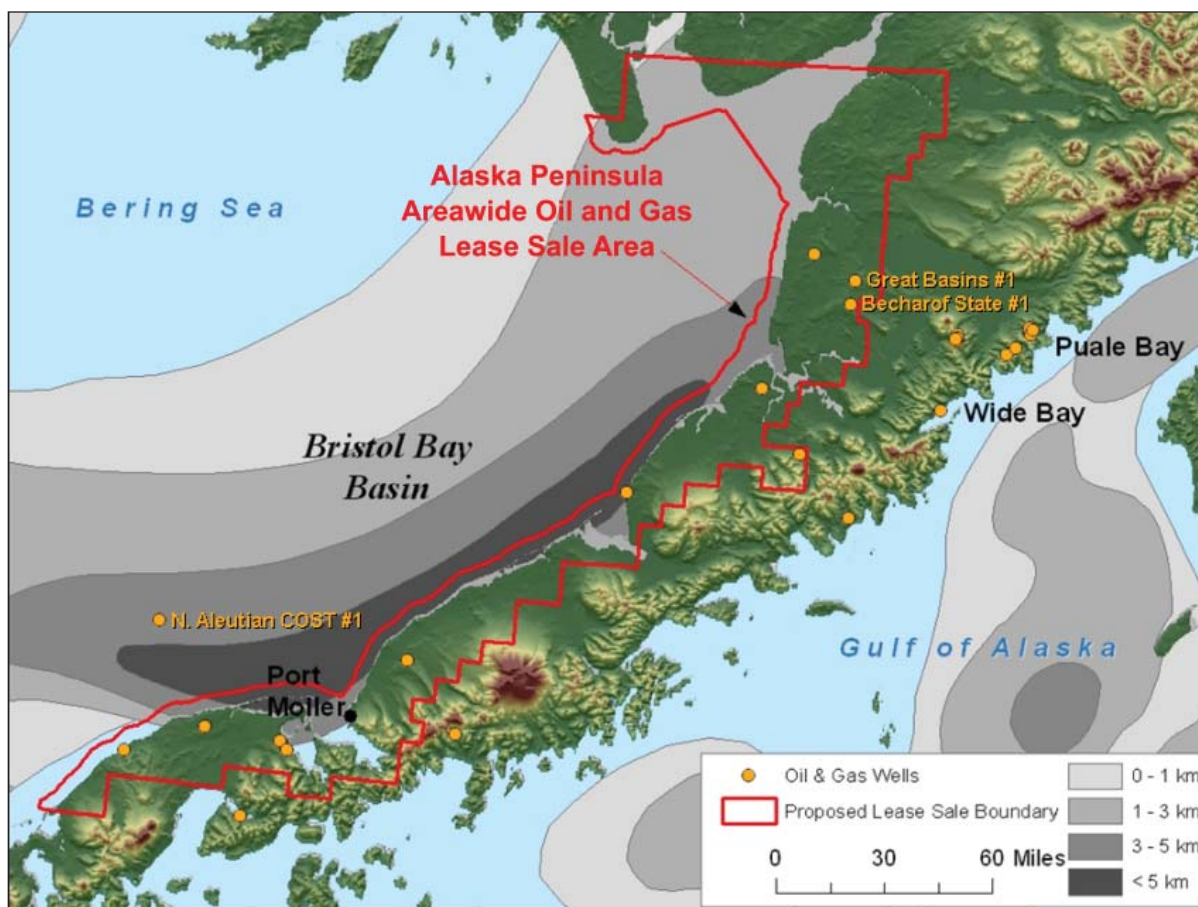 Bering Sea
Alaska Peninsula
Areawide Oil and Gas
Lease Sale Area
Great Basins #1
Becharof State #1
Puale Bay
Wide Bay
Bristol Bay
Basin
N. Aleutian COST #1
Gulf of Alaska
Port
Moller
Oil & Gas Wells
Proposed Lease Sale Boundary
0 30 60 Miles
0 - 1 km
1 - 3 km
3 - 5 km
< 5 km